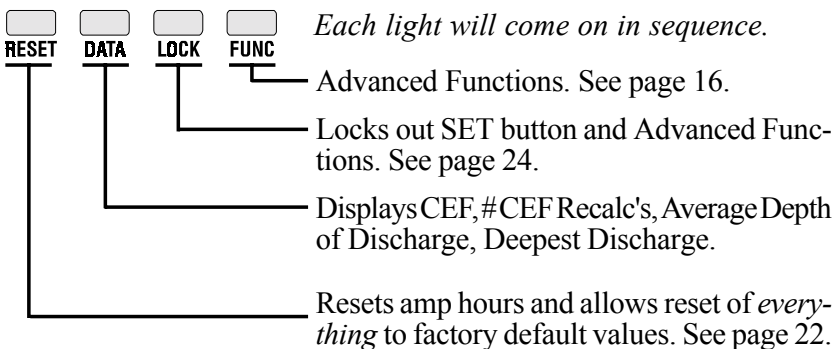 Each light will come on in sequence.
RESET DATA LOCK FUNC
Advanced Functions. See page 16.
Locks out SET button and Advanced Func-
tions. See page 24.
Displays CEF, # CEF Recalc's, Average Depth
of Discharge, Deepest Discharge.
Resets amp hours and allows reset of every-
thing to factory default values. See page 22.